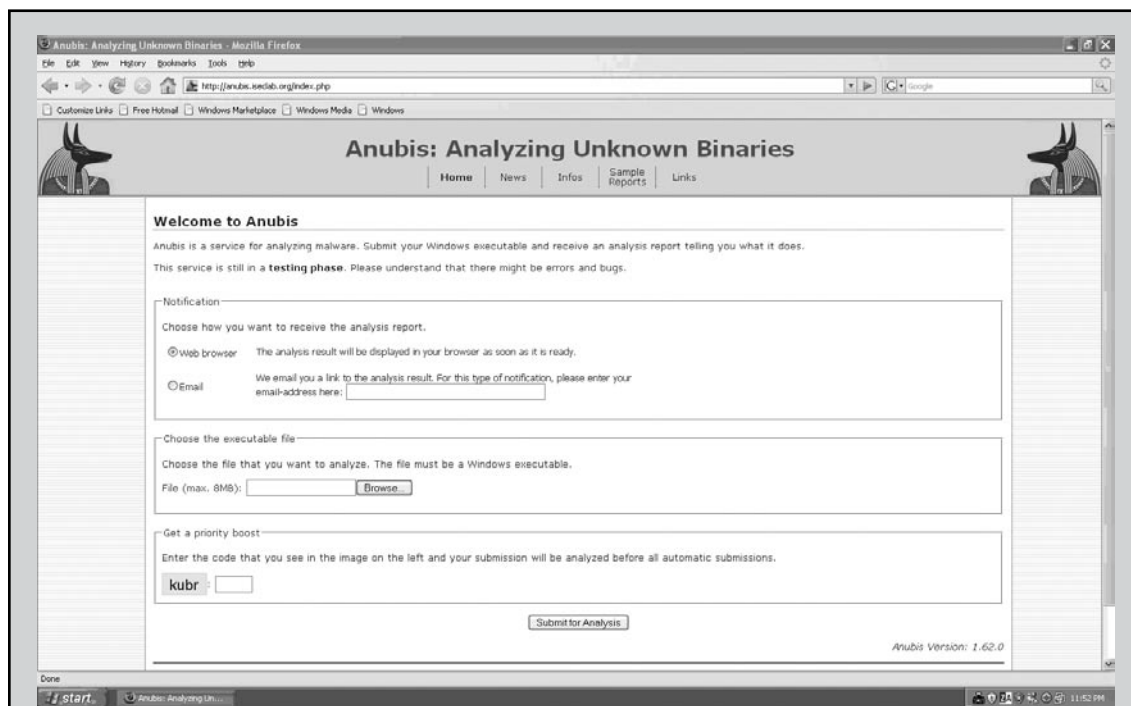 Anubis: Analyzing Unknown Binaries - Mozilla Firefox
File Edit View History Bookmarks Tools Help
http://anubis.iseclab.org/index.php
Google
Customize Links Free Hotmail Windows Marketplace Windows Media Windows
Anubis: Analyzing Unknown Binaries
Home News Infos Sample Reports Links
Welcome to Anubis
Anubis is a service for analyzing malware. Submit your Windows executable and receive an analysis report telling you what it does.
This service is still in a testing phase. Please understand that there might be errors and bugs.
Notification
Choose how you want to receive the analysis report.
Web browser The analysis result will be displayed in your browser as soon as it is ready.
Email We email you a link to the analysis result. For this type of notification, please enter your
email-address here:
Choose the executable file
Choose the file that you want to analyze. The file must be a Windows executable.
File (max. 8MB): Browse...
Get a priority boost
Enter the code that you see in the image on the left and your submission will be analyzed before all automatic submissions.
kubr :
Submit for Analysis
Anubis Version: 1.62.0
Done
start Anubis: Analyzing Un... 11:52 PM